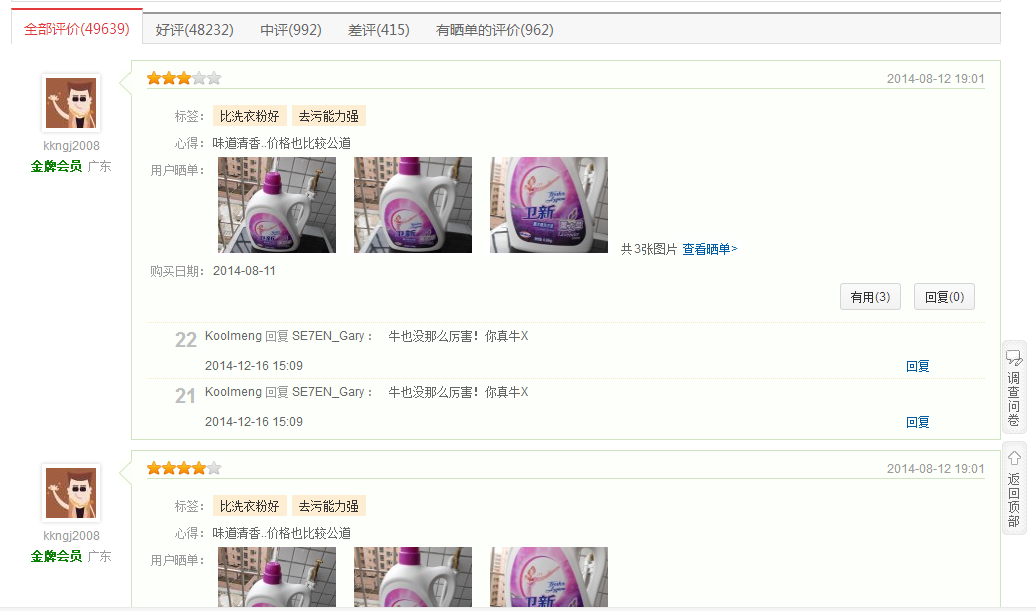 全部评价(49639) 好评(48232) 中评(992) 差评(415) 有晒单的评价(962)
2014-08-12 19:01
标签： 比洗衣粉好 去污能力强
心得： 味道清香..价格也比较公道
kkngj2008
金牌会员 广东
用户晒单：
卫新
卫新
卫新
共3张图片 查看晒单>
购买日期： 2014-08-11
有用(3) 回复(0)
22 Koolmeng 回复 SE7EN_Gary： 牛也没那么厉害！你真牛X
2014-12-16 15:09 回复
21 Koolmeng 回复 SE7EN_Gary： 牛也没那么厉害！你真牛X
2014-12-16 15:09 回复
调查问卷
返回顶部
2014-08-12 19:01
标签： 比洗衣粉好 去污能力强
心得： 味道清香..价格也比较公道
kkngj2008
金牌会员 广东
用户晒单：
卫新